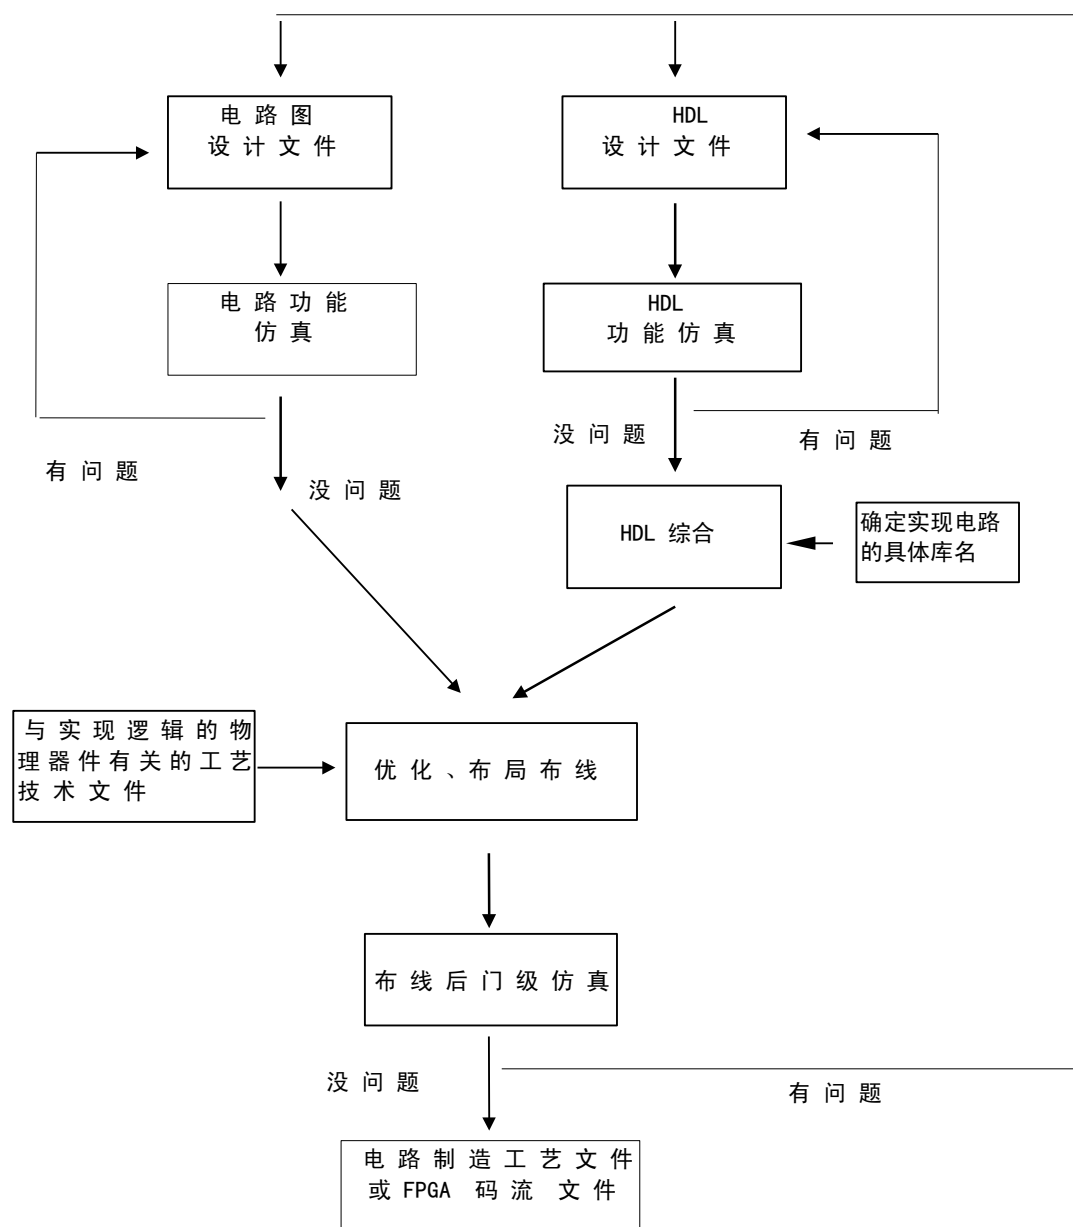 电路图
设计文件
HDL
设计文件
电路功能
仿真
HDL
功能仿真
没问题
有问题
有问题
没问题
HDL 综合
确定实现电路
的具体库名
与实现逻辑的物
理器件有关的工艺
技术文件
优化、布局布线
布线后门级仿真
没问题
有问题
电路制造工艺文件
或 FPGA 码流 文件